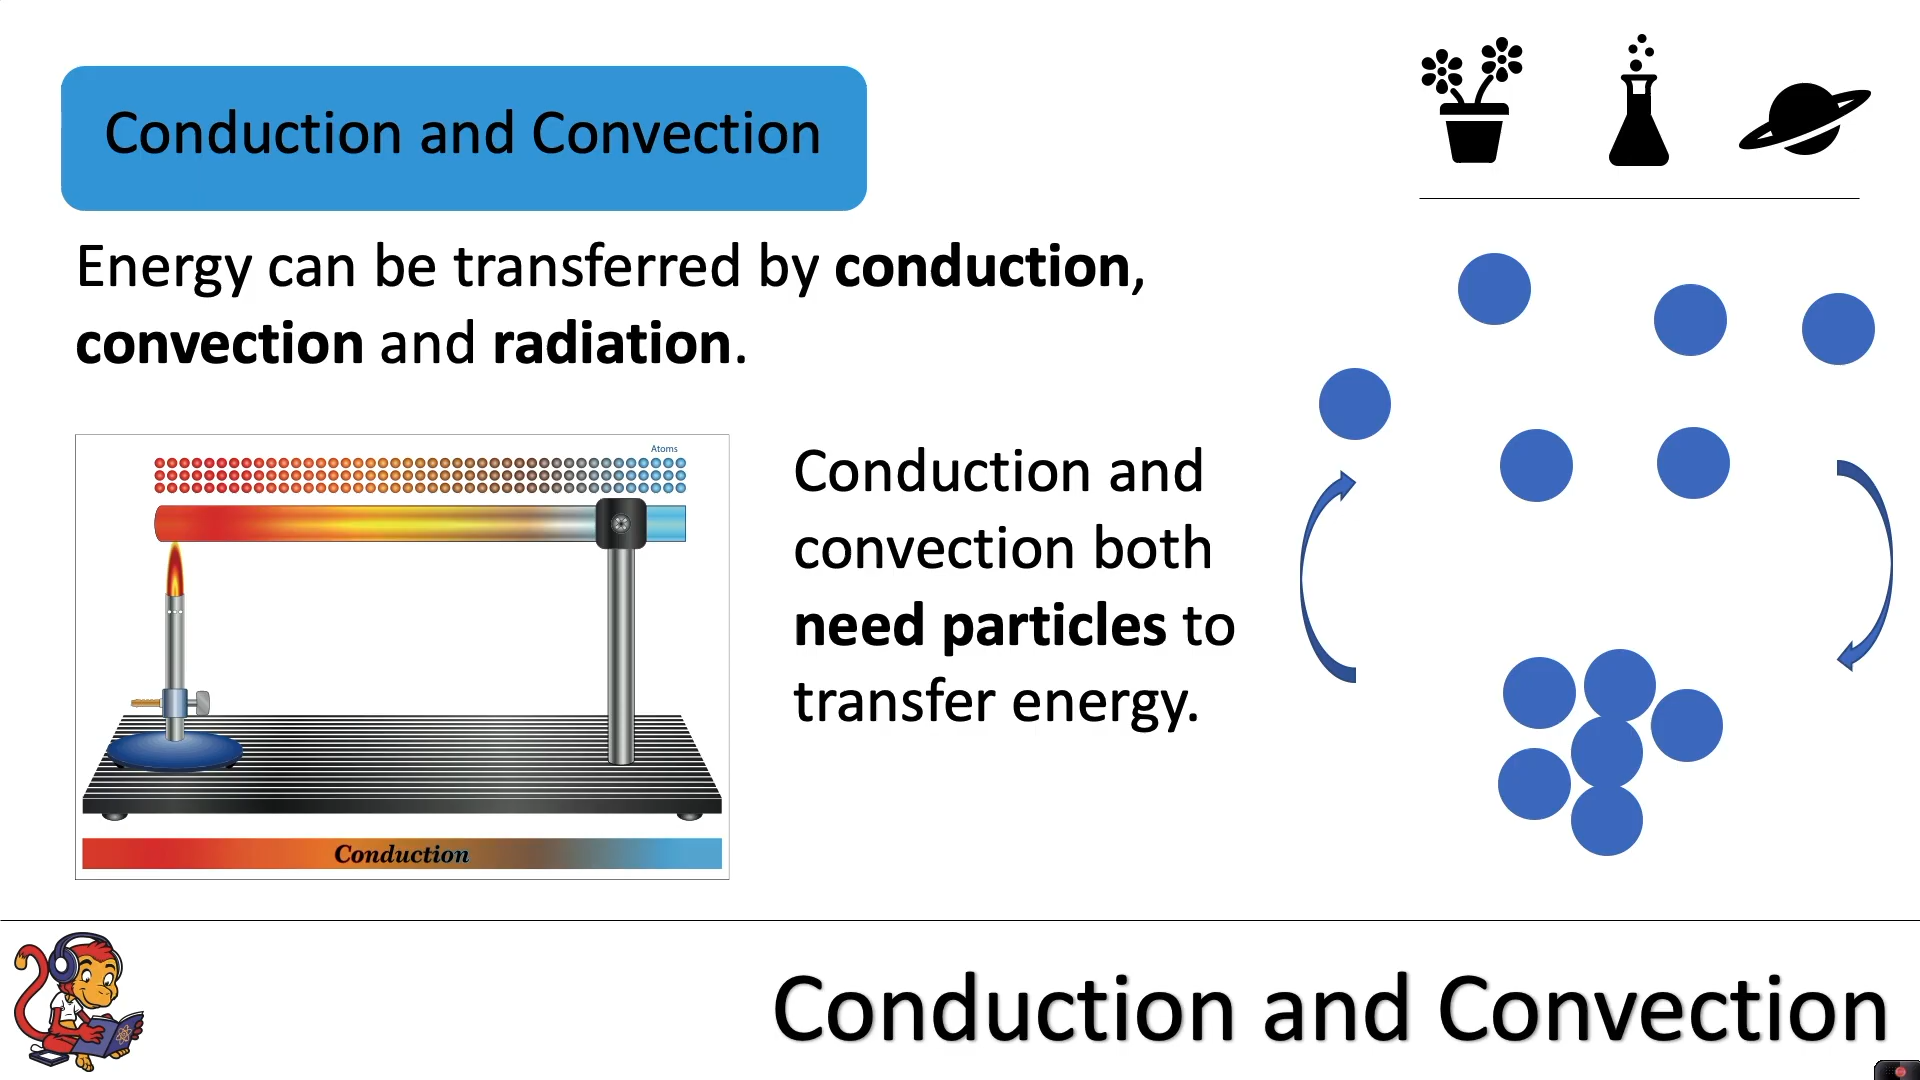 Conduction and Convection
Energy can be transferred by conduction,
convection and radiation.
Atoms
Conduction
Conduction and
convection both
need particles to
transfer energy.
Conduction and Convection